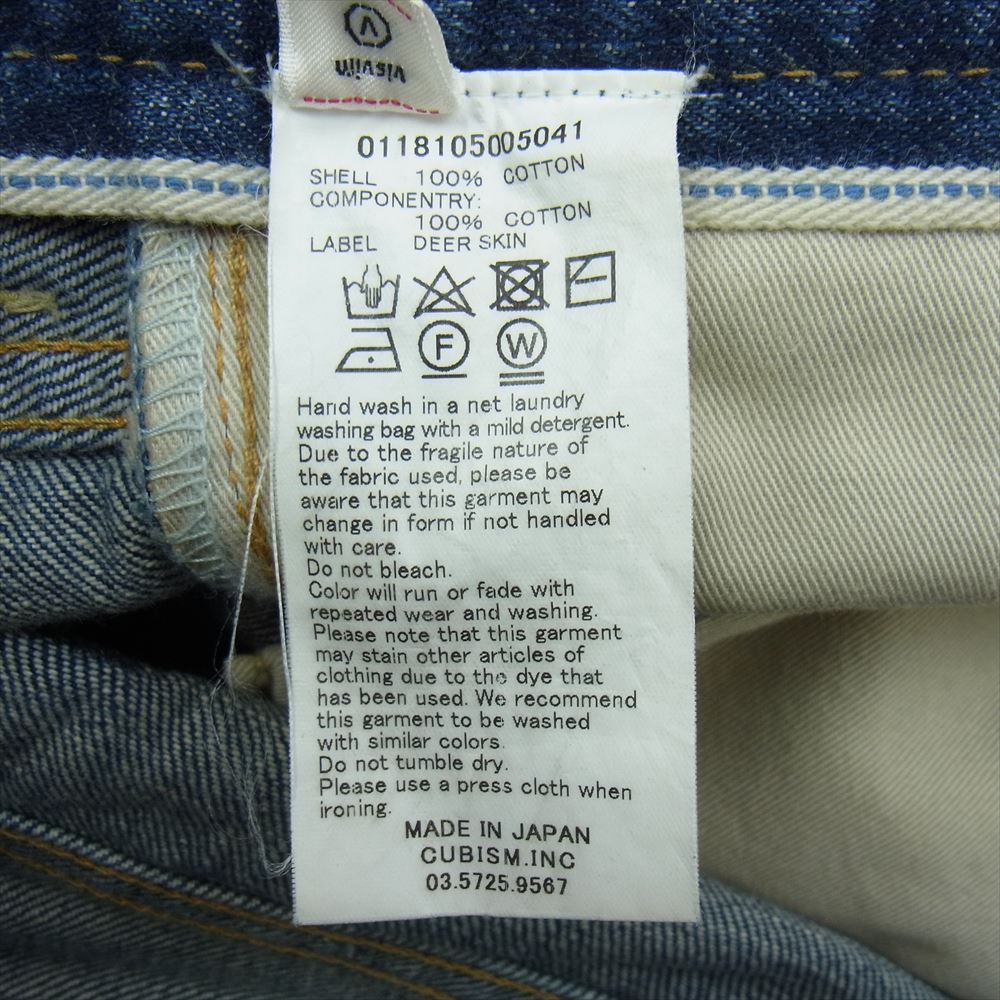 visvim
0118105005041
SHELL 100% COTTON
COMPONENTRY:
100% COTTON
LABEL DEER SKIN
F W
Hand wash in a net laundry
washing bag with a mild detergent.
Due to the fragile nature of
the fabric used, please be
aware that this garment may
change in form if not handled
with care.
Do not bleach.
Color will run or fade with
repeated wear and washing.
Please note that this garment
may stain other articles of
clothing due to the dye that
has been used. We recommend
this garment to be washed
with similar colors.
Do not tumble dry.
Please use a press cloth when
ironing.
MADE IN JAPAN
CUBISM.INC
03.5725.9567